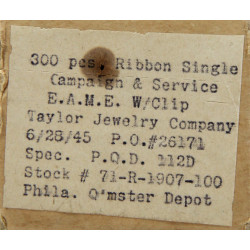 300 pcs. Ribbon Single
Campaign & Service
E.A.M.E. W/Clip
Taylor Jewelry Company
6/28/45 P.O.#26171
Spec. P.Q.D. 112D
Stock # 71-R-1907-100
Phila. Q'mster Depot